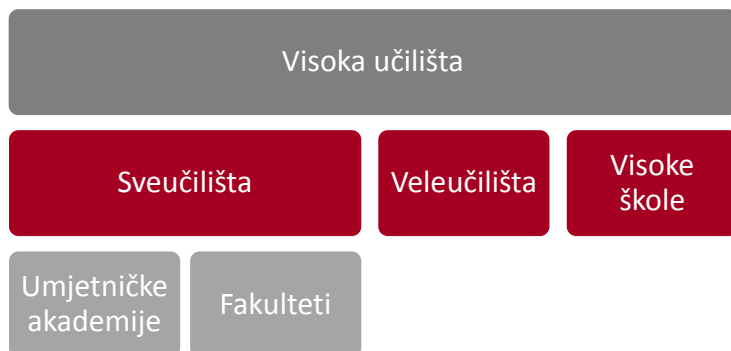 Visoka učilišta
Sveučilišta
Veleučilišta
Visoke
škole
Umjetničke
akademije
Fakulteti